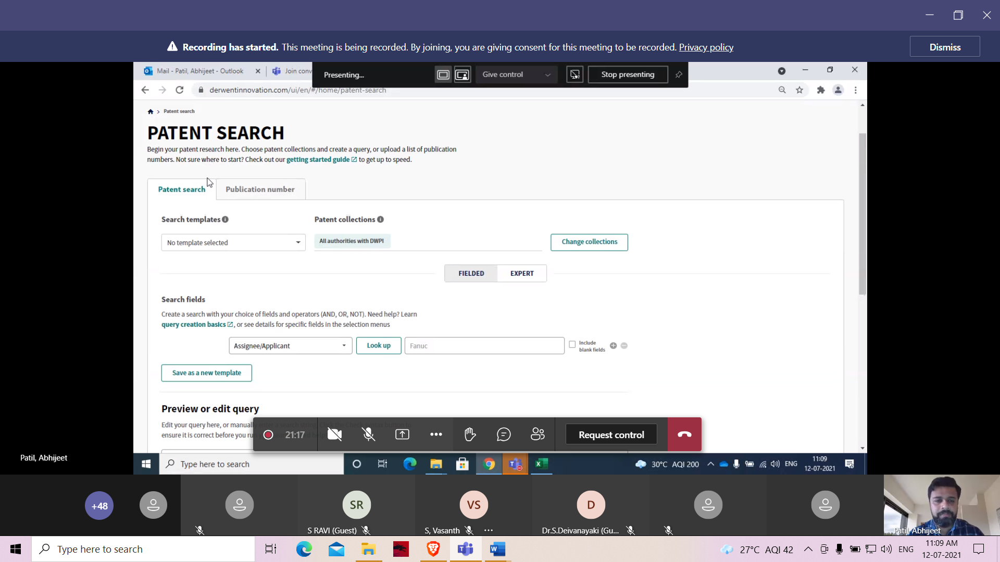 Recording has started. This meeting is being recorded. By joining, you are giving consent for this meeting to be recorded. Privacy policy
Dismiss
Mail - Patil, Abhijeet - Outlook
Join conv
Presenting...
Give control
Stop presenting
derwentinnovation.com/ui/en/#/home/patent-search
Patent search
PATENT SEARCH
Begin your patent research here. Choose patent collections and create a query, or upload a list of publication
numbers. Not sure where to start? Check out our getting started guide to get up to speed.
Patent search
Publication number
Search templates
Patent collections
No template selected
All authorities with DWPI
Change collections
FIELDED
EXPERT
Search fields
Create a search with your choice of fields and operators (AND, OR, NOT). Need help? Learn
query creation basics , or see details for specific fields in the selection menus
Assignee/Applicant
Look up
Fanuc
Include
blank fields
Save as a new template
Preview or edit query
Edit your query here, or manually
ensure it is correct before you ru
21:17
Request control
Patil, Abhijeet
Type here to search
30°C AQI 200
ENG
11:09
12-07-2021
+48
SR
VS
D
S RAVI (Guest)
S, Vasanth
Dr.S.Deivanayaki (Gu...
Patil, Abhijeet
Type here to search
27°C AQI 42
ENG
11:09 AM
12-07-2021